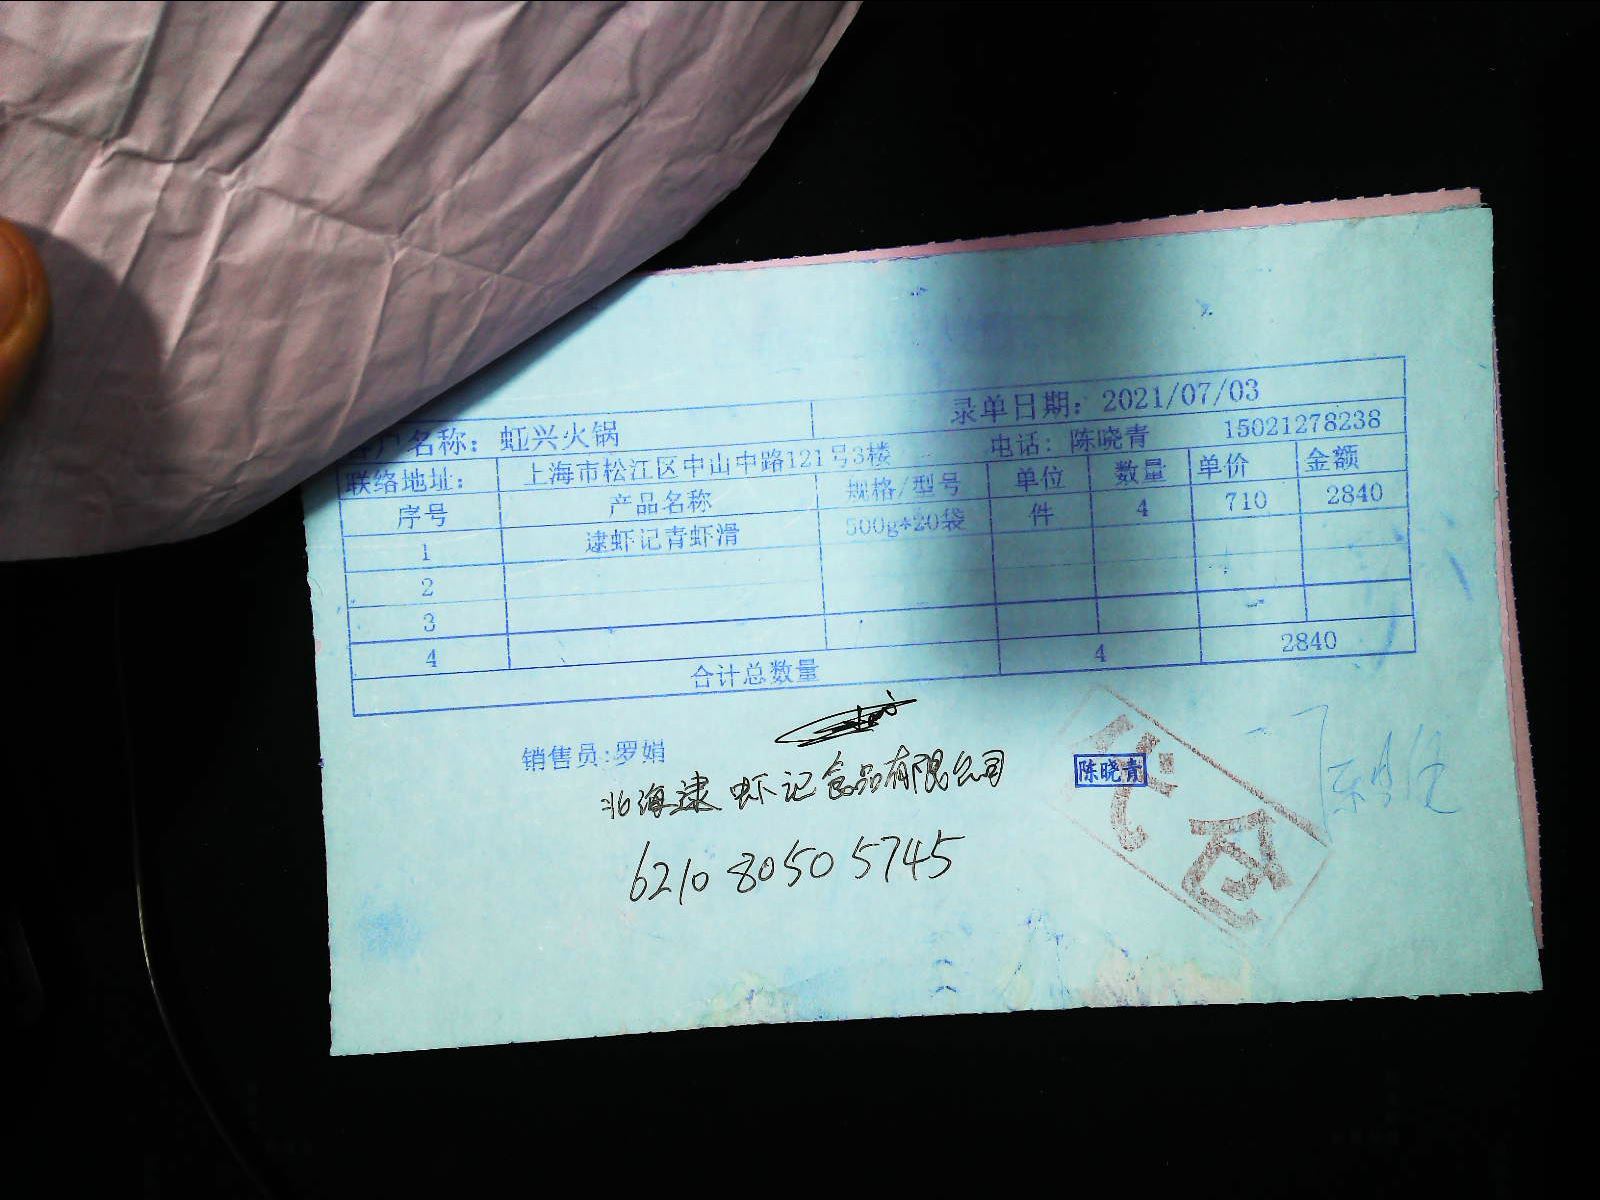 客户名称：虹兴火锅 录单日期：2021/07/03
联络地址： 上海市松江区中山中路121号3楼 电话：陈晓青 15021278238
序号 产品名称 规格/型号 单位 数量 单价 金额
1 逮虾记青虾滑 500g*20袋 件 4 710 2840
2
3
4
合计总数量 4 2840
销售员:罗娟
北海逮虾记食品有限公司
6210 8050 5745
陈晓青
代仓